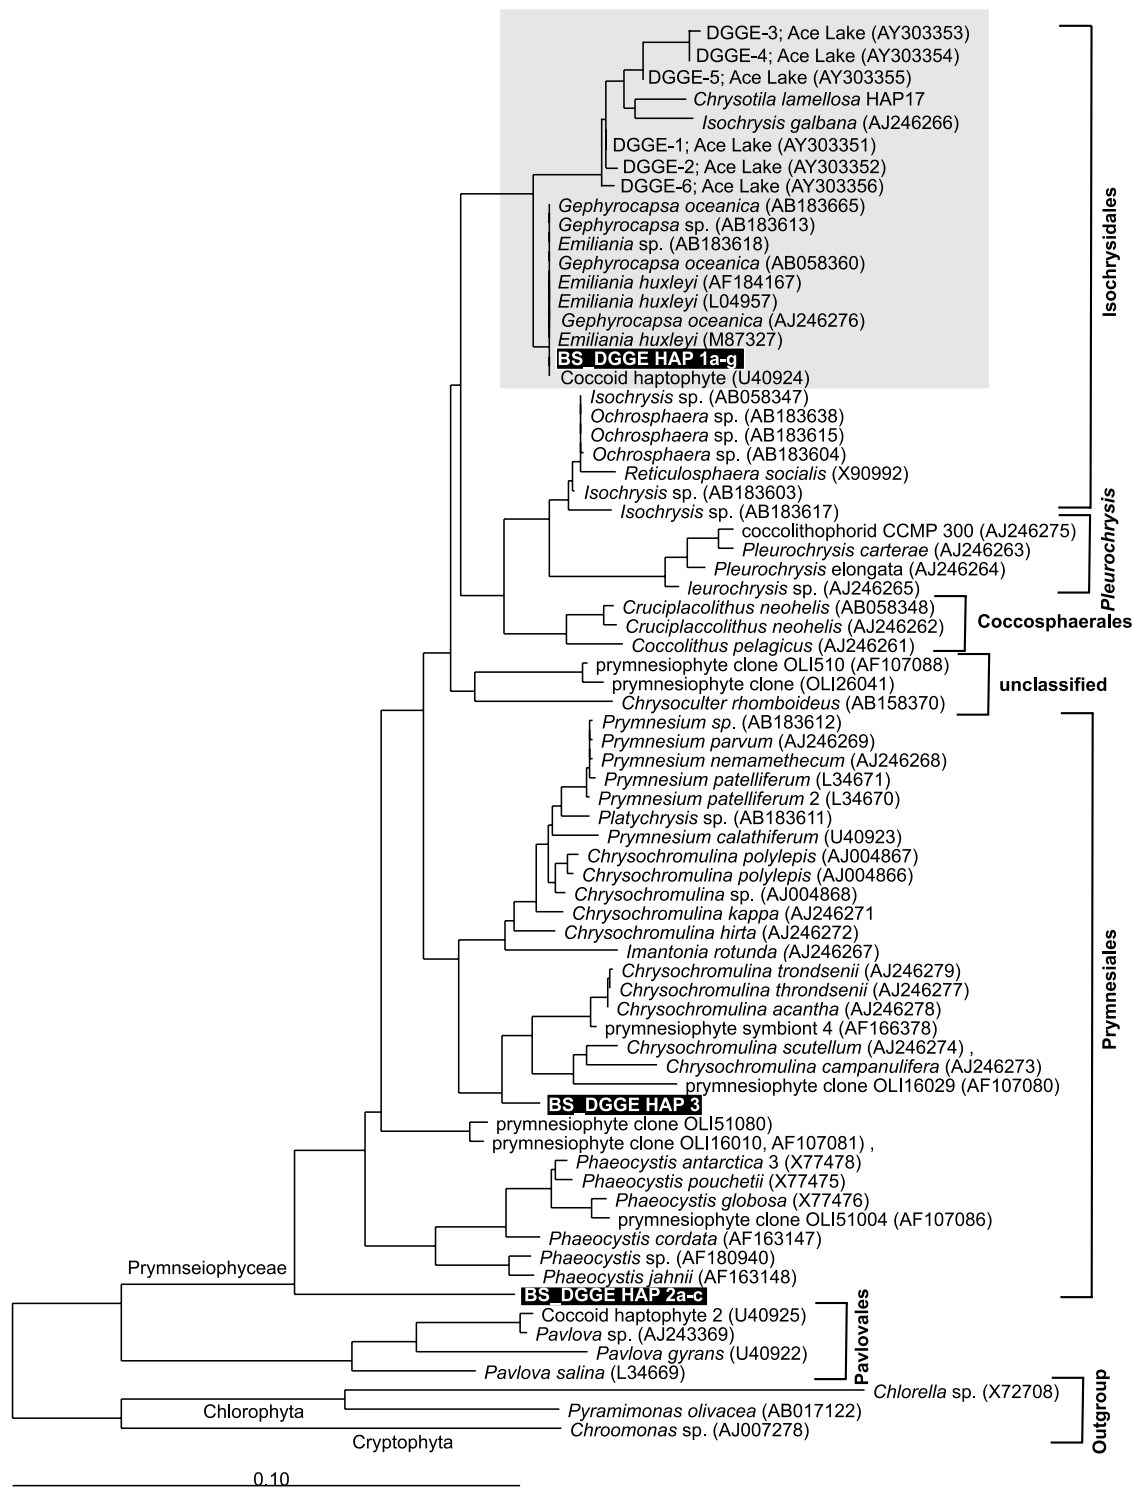 DGGE-3; Ace Lake (AY303353)
DGGE-4; Ace Lake (AY303354)
DGGE-5; Ace Lake (AY303355)
Chrysotila lamellosa HAP17
Isochrysis galbana (AJ246266)
DGGE-1; Ace Lake (AY303351)
DGGE-2; Ace Lake (AY303352)
DGGE-6; Ace Lake (AY303356)
Gephyrocapsa oceanica (AB183665)
Gephyrocapsa sp. (AB183613)
Emiliania sp. (AB183618)
Gephyrocapsa oceanica (AB058360)
Emiliania huxleyi (AF184167)
Emiliania huxleyi (L04957)
Gephyrocapsa oceanica (AJ246276)
Emiliania huxleyi (M87327)
BS_DGGE HAP 1a-g
Coccoid haptophyte (U40924)
Isochrysis sp. (AB058347)
Ochrosphaera sp. (AB183638)
Ochrosphaera sp. (AB183615)
Ochrosphaera sp. (AB183604)
Reticulosphaera socialis (X90992)
Isochrysis sp. (AB183603)
Isochrysis sp. (AB183617)
Isochrysidales
coccolithophorid CCMP 300 (AJ246275)
Pleurochrysis carterae (AJ246263)
Pleurochrysis elongata (AJ246264)
leurochrysis sp. (AJ246265)
Pleurochrysis
Cruciplacolithus neohelis (AB058348)
Cruciplaccolithus neohelis (AJ246262)
Coccolithus pelagicus (AJ246261)
Coccosphaerales
prymnesiophyte clone OLI510 (AF107088)
prymnesiophyte clone (OLI26041)
Chrysoculter rhomboideus (AB158370)
unclassified
Prymnesium sp. (AB183612)
Prymnesium parvum (AJ246269)
Prymnesium nemamethecum (AJ246268)
Prymnesium patelliferum (L34671)
Prymnesium patelliferum 2 (L34670)
Platychrysis sp. (AB183611)
Prymnesium calathiferum (U40923)
Chrysochromulina polylepis (AJ004867)
Chrysochromulina polylepis (AJ004866)
Chrysochromulina sp. (AJ004868)
Chrysochromulina kappa (AJ246271
Chrysochromulina hirta (AJ246272)
Imantonia rotunda (AJ246267)
Chrysochromulina trondsenii (AJ246279)
Chrysochromulina throndsenii (AJ246277)
Chrysochromulina acantha (AJ246278)
prymnesiophyte symbiont 4 (AF166378)
Chrysochromulina scutellum (AJ246274) ,
Chrysochromulina campanulifera (AJ246273)
prymnesiophyte clone OLI16029 (AF107080)
BS_DGGE HAP 3
prymnesiophyte clone OLI51080)
prymnesiophyte clone OLI16010, AF107081) ,
Phaeocystis antarctica 3 (X77478)
Phaeocystis pouchetii (X77475)
Phaeocystis globosa (X77476)
prymnesiophyte clone OLI51004 (AF107086)
Phaeocystis cordata (AF163147)
Phaeocystis sp. (AF180940)
Phaeocystis jahnii (AF163148)
BS_DGGE HAP 2a-c
Prymnesiales
Prymnseiophyceae
Coccoid haptophyte 2 (U40925)
Pavlova sp. (AJ243369)
Pavlova gyrans (U40922)
Pavlova salina (L34669)
Pavlovales
Chlorella sp. (X72708)
Chlorophyta
Pyramimonas olivacea (AB017122)
Chroomonas sp. (AJ007278)
Cryptophyta
Outgroup
0.10